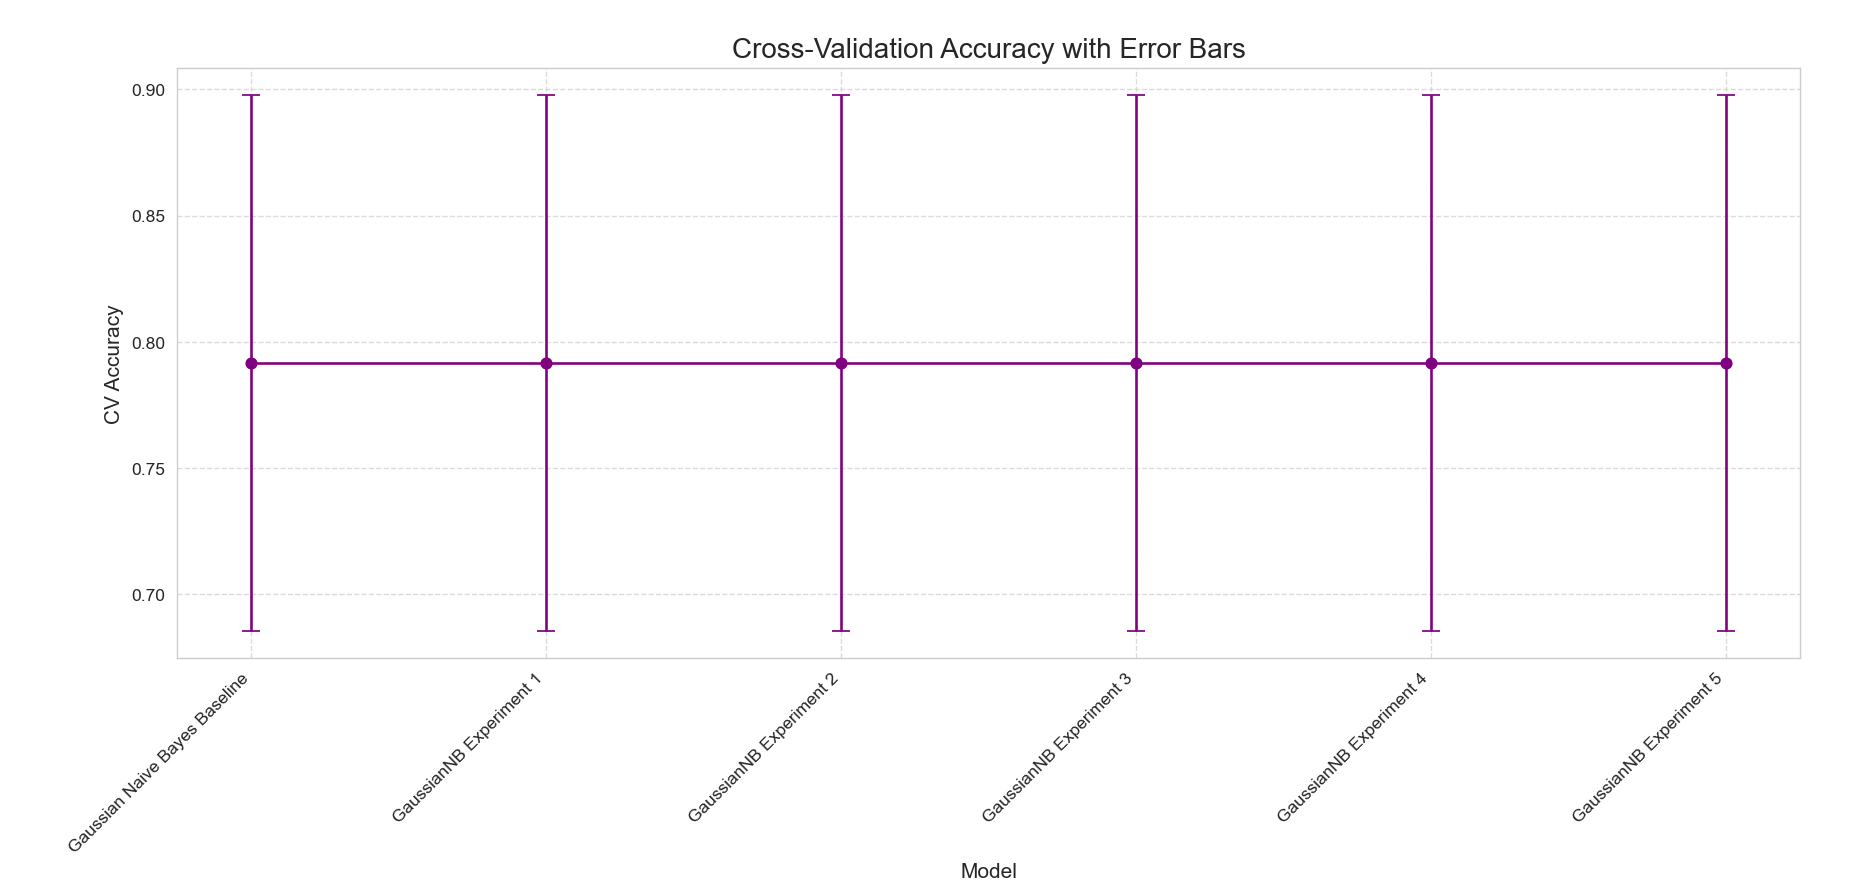 Cross-Validation Accuracy with Error Bars
0.90
0.85
0.80
0.75
0.70
CV Accuracy
Gaussian Naive Bayes Baseline
GaussianNB Experiment 1
GaussianNB Experiment 2
GaussianNB Experiment 3
GaussianNB Experiment 4
GaussianNB Experiment 5
Model